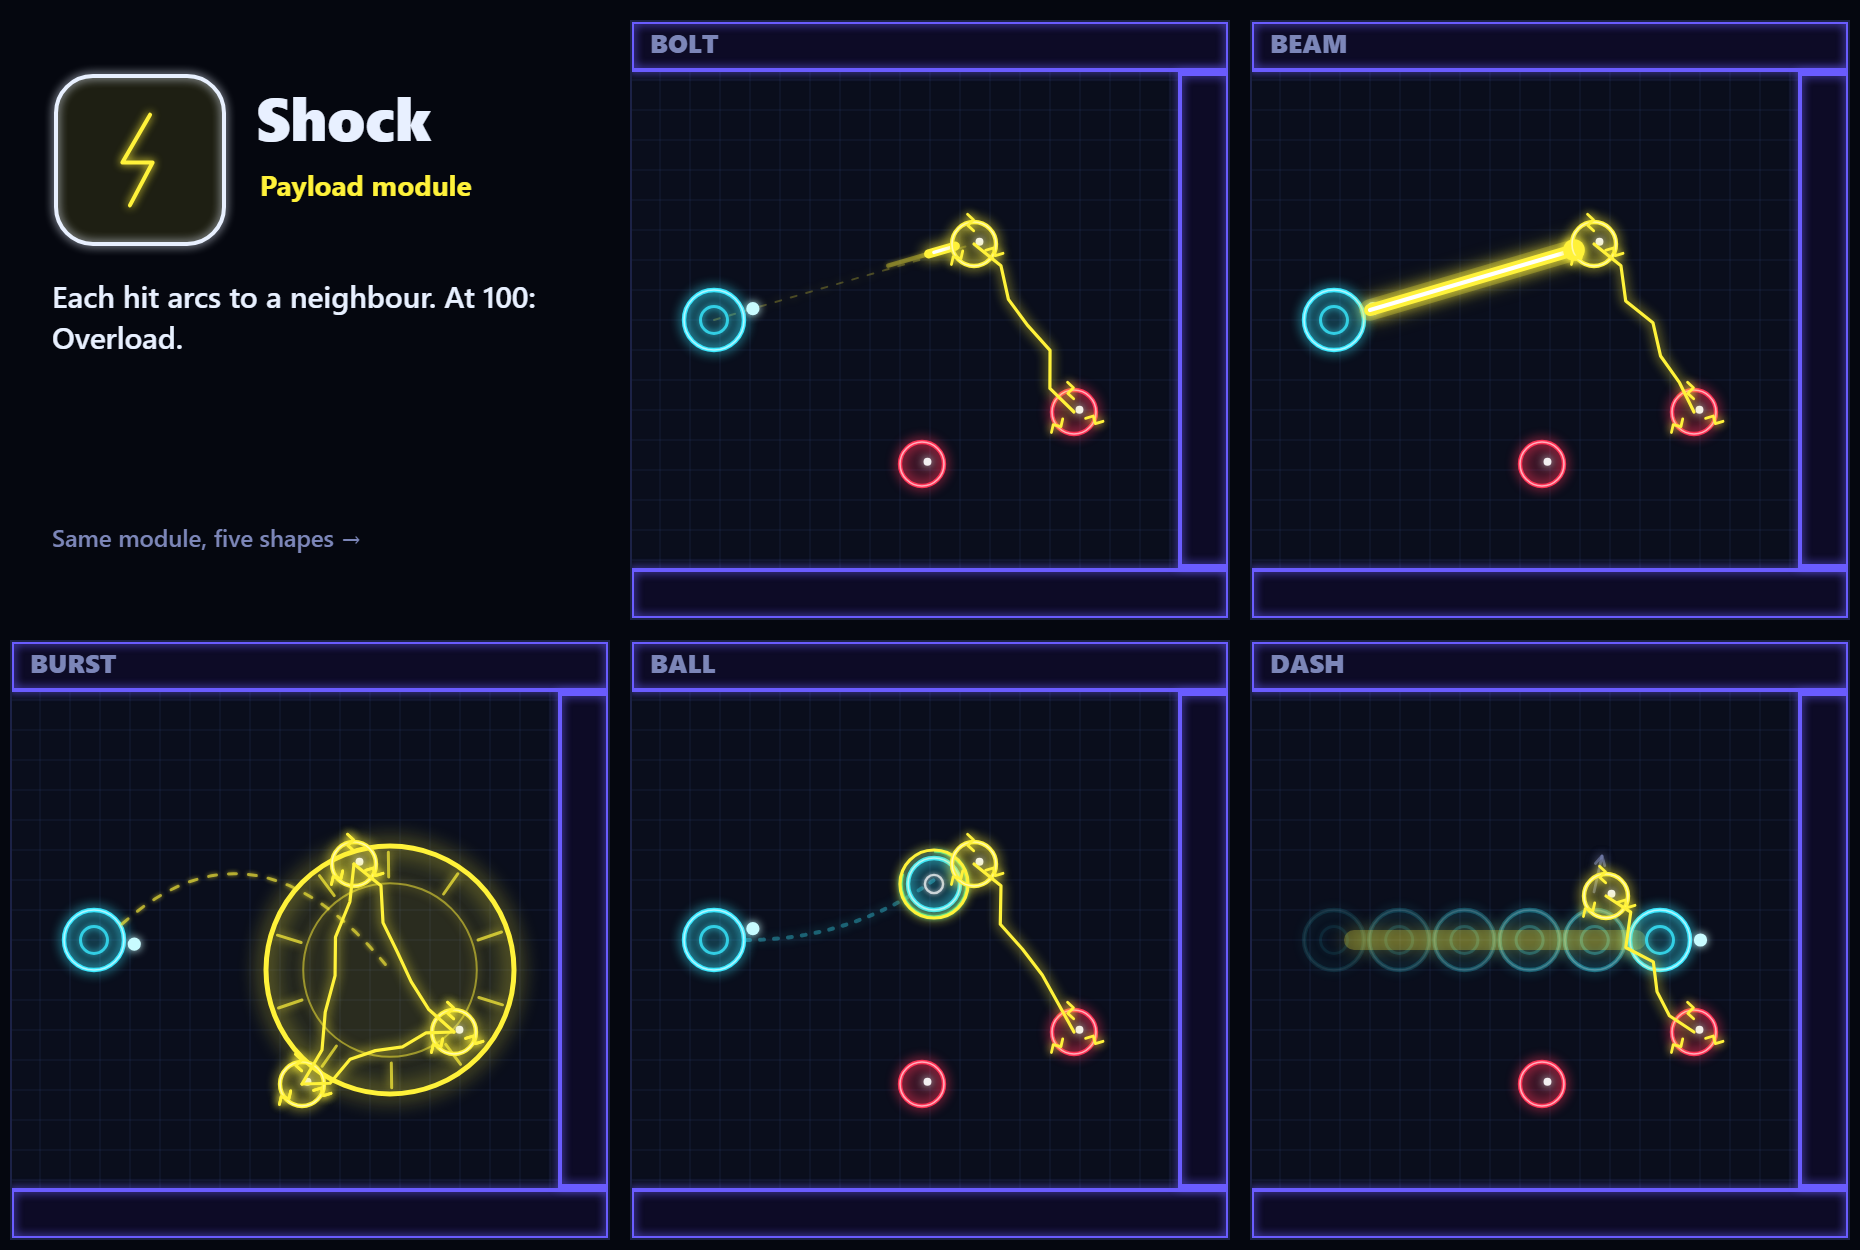 Shock
Payload module
Each hit arcs to a neighbour. At 100:
Overload.
Same module, five shapes →
BOLT
BEAM
BURST
BALL
DASH